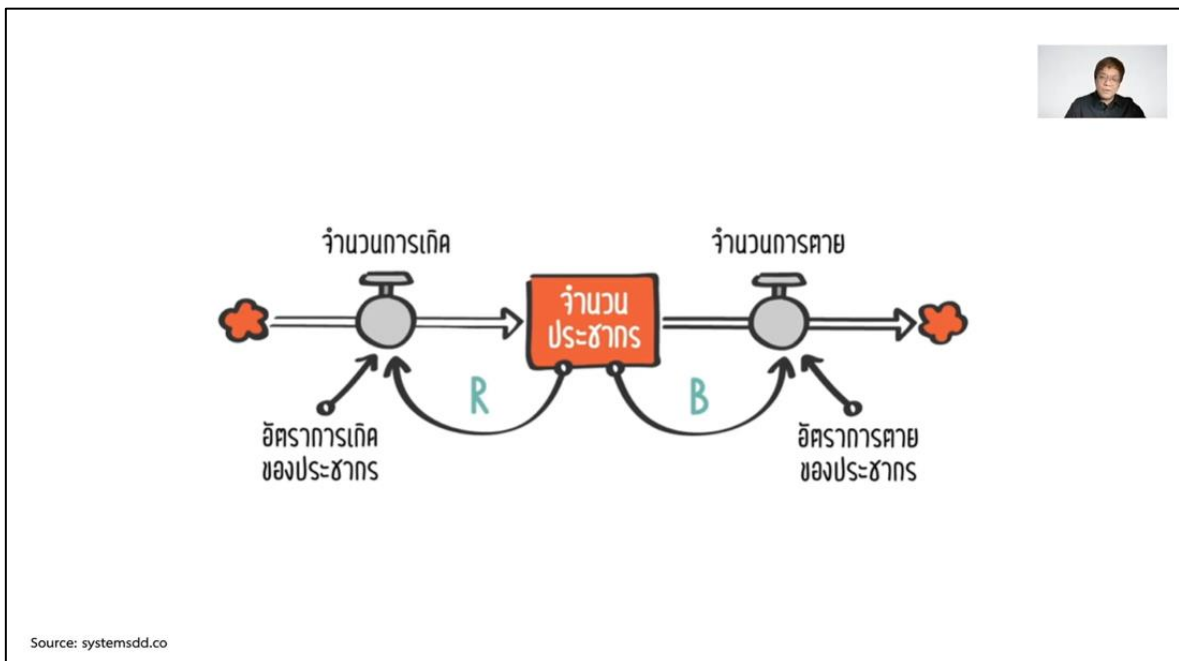 จำนวนการเกิด
จำนวนการตาย
จำนวน
ประชากร
R
B
อัตราการเกิด
ของประชากร
อัตราการตาย
ของประชากร
Source: systemsdd.co